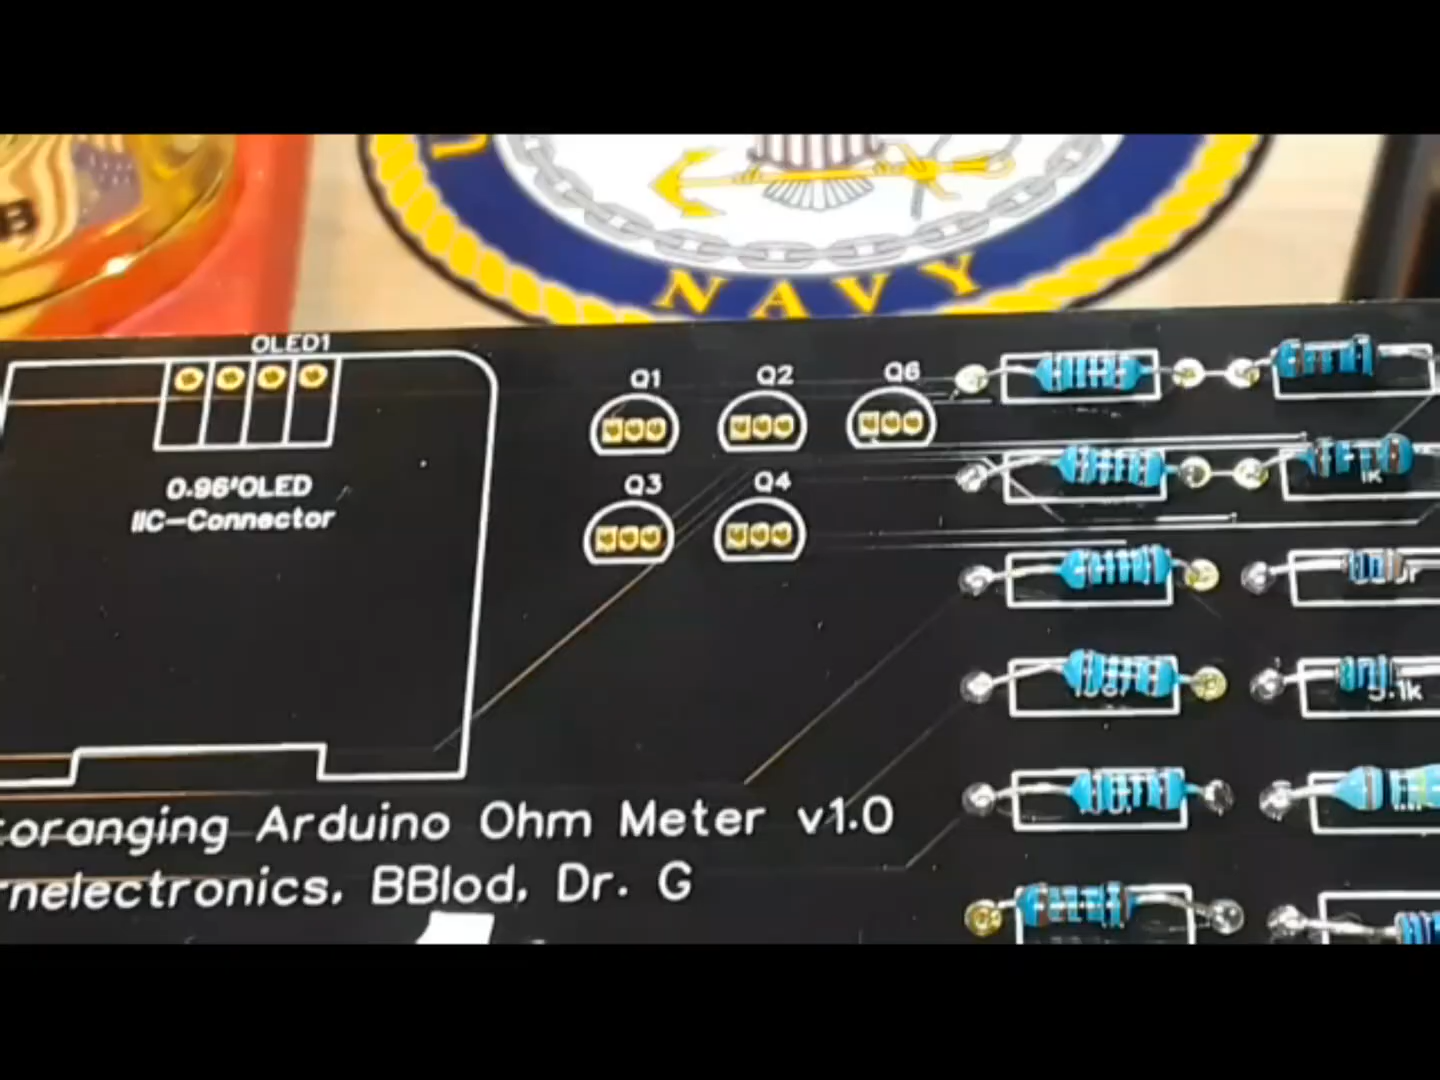 B
NAVY
OLED1
Q1
Q2
Q6
Q3
Q4
0.96'OLED
IIC-Connector
1K
toranging Arduino Ohm Meter v1.0
rnelectronics, BBlod, Dr. G